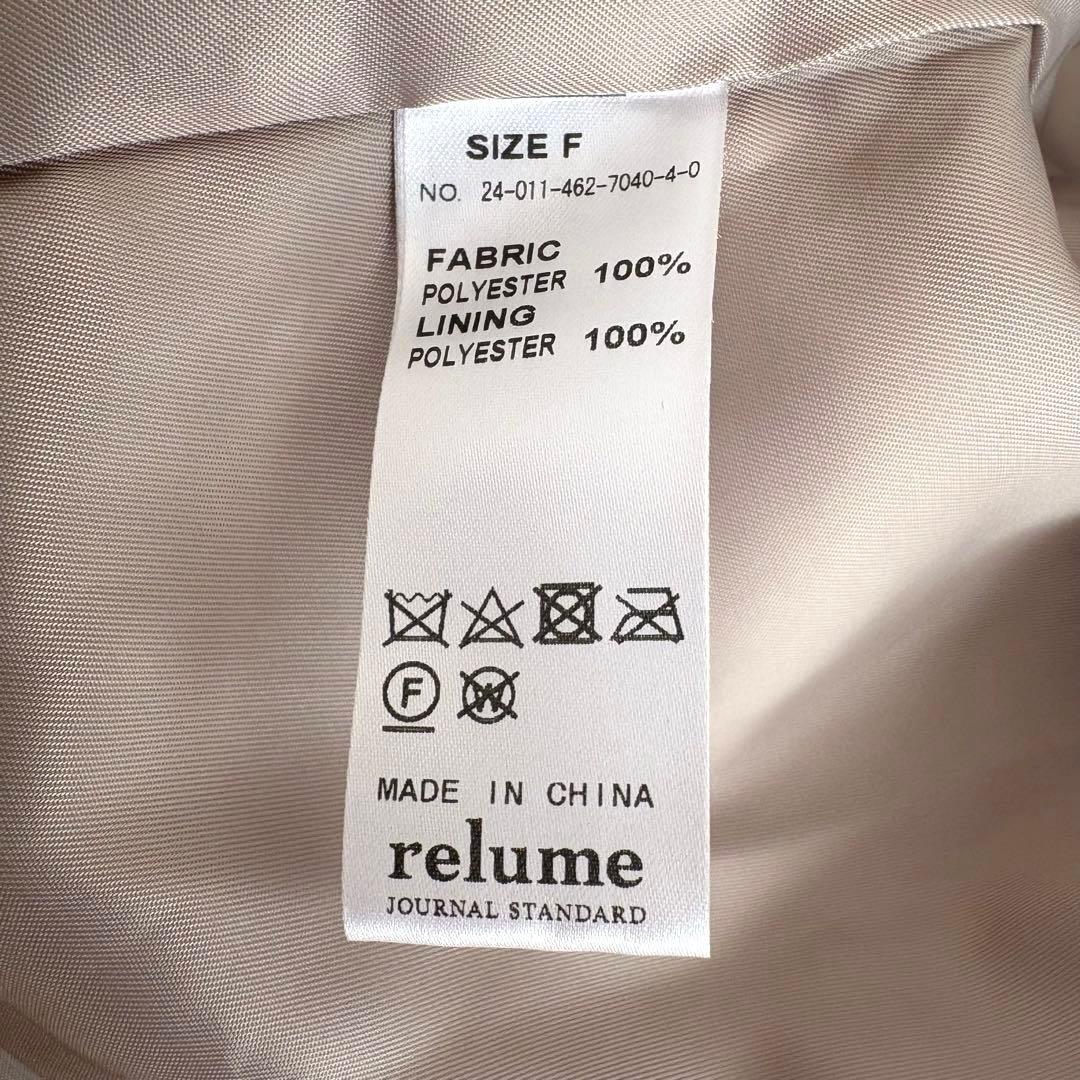 SIZE F
NO. 24-011-462-7040-4-0
FABRIC
POLYESTER 100%
LINING
POLYESTER 100%
F W
MADE IN CHINA
relume
JOURNAL STANDARD